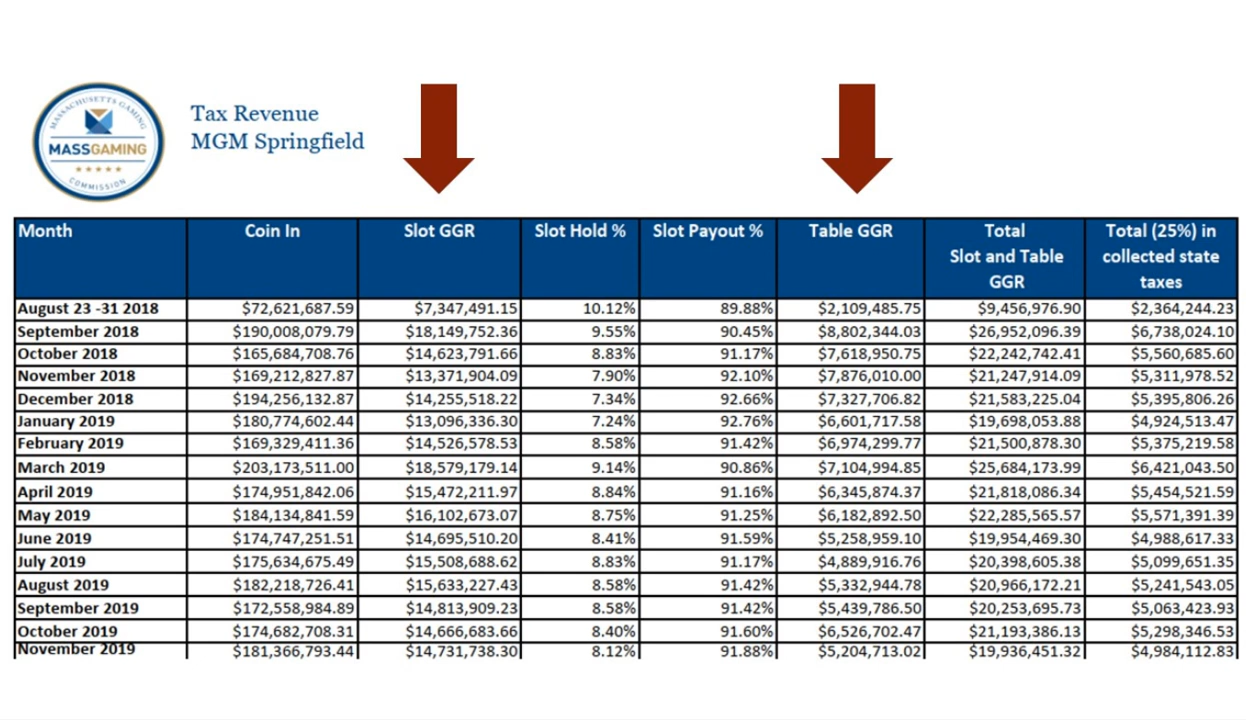 MASSACHUSETTS GAMING
MASSGAMING
COMMISSION
Tax Revenue
MGM Springfield
Month Coin In Slot GGR Slot Hold % Slot Payout % Table GGR Total Slot and Table GGR Total (25%) in collected state taxes
August 23 -31 2018 $72,621,687.59 $7,347,491.15 10.12% 89.88% $2,109,485.75 $9,456,976.90 $2,364,244.23
September 2018 $190,008,079.79 $18,149,752.36 9.55% 90.45% $8,802,344.03 $26,952,096.39 $6,738,024.10
October 2018 $165,684,708.76 $14,623,791.66 8.83% 91.17% $7,618,950.75 $22,242,742.41 $5,560,685.60
November 2018 $169,212,827.87 $13,371,904.09 7.90% 92.10% $7,876,010.00 $21,247,914.09 $5,311,978.52
December 2018 $194,256,132.87 $14,255,518.22 7.34% 92.66% $7,327,706.82 $21,583,225.04 $5,395,806.26
January 2019 $180,774,602.44 $13,096,336.30 7.24% 92.76% $6,601,717.58 $19,698,053.88 $4,924,513.47
February 2019 $169,329,411.36 $14,526,578.53 8.58% 91.42% $6,974,299.77 $21,500,878.30 $5,375,219.58
March 2019 $203,173,511.00 $18,579,179.14 9.14% 90.86% $7,104,994.85 $25,684,173.99 $6,421,043.50
April 2019 $174,951,842.06 $15,472,211.97 8.84% 91.16% $6,345,874.37 $21,818,086.34 $5,454,521.59
May 2019 $184,134,841.59 $16,102,673.07 8.75% 91.25% $6,182,892.50 $22,285,565.57 $5,571,391.39
June 2019 $174,747,251.51 $14,695,510.20 8.41% 91.59% $5,258,959.10 $19,954,469.30 $4,988,617.33
July 2019 $175,634,675.49 $15,508,688.62 8.83% 91.17% $4,889,916.76 $20,398,605.38 $5,099,651.35
August 2019 $182,218,726.41 $15,633,227.43 8.58% 91.42% $5,332,944.78 $20,966,172.21 $5,241,543.05
September 2019 $172,558,984.89 $14,813,909.23 8.58% 91.42% $5,439,786.50 $20,253,695.73 $5,063,423.93
October 2019 $174,682,708.31 $14,666,683.66 8.40% 91.60% $6,526,702.47 $21,193,386.13 $5,298,346.53
November 2019 $181,366,793.44 $14,731,738.30 8.12% 91.88% $5,204,713.02 $19,936,451.32 $4,984,112.83